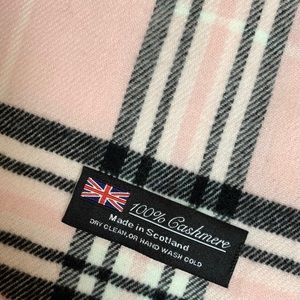 100% Cashmere
Made in Scotland
DRY CLEAN.OR HAND WASH COLD